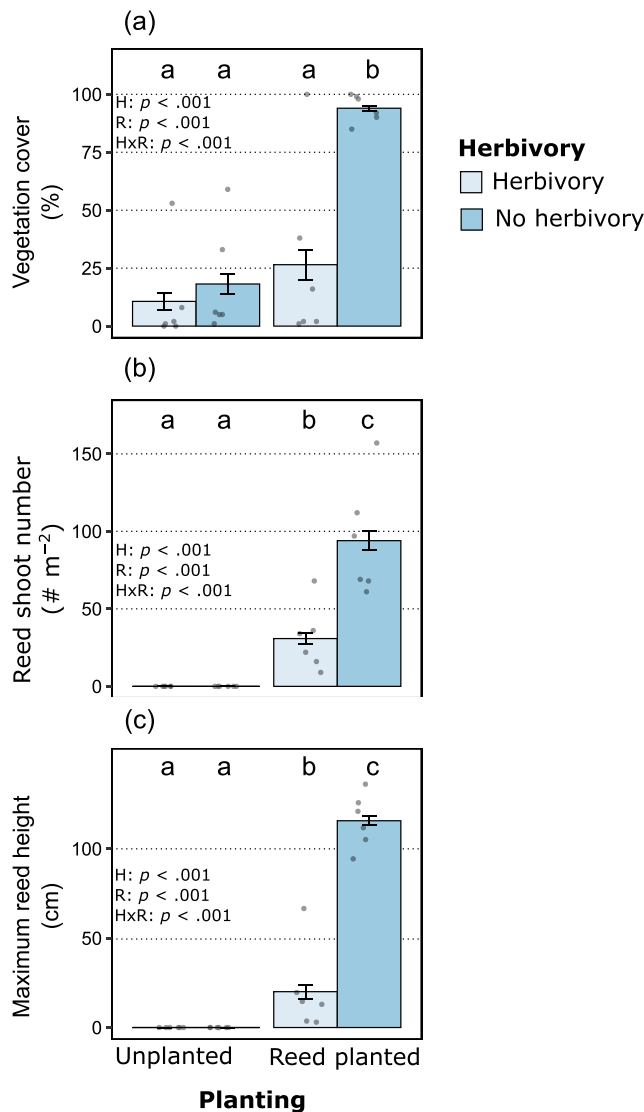 (a)
a a a b
100
75
50
25
0
H: p < .001
R: p < .001
HxR: p < .001
Vegetation cover
(%)
Herbivory
Herbivory
No herbivory
(b)
a a b c
150
100
50
0
H: p < .001
R: p < .001
HxR: p < .001
Reed shoot number
(# m⁻²)
(c)
a a b c
100
50
0
H: p < .001
R: p < .001
HxR: p < .001
Maximum reed height
(cm)
Unplanted Reed planted
Planting